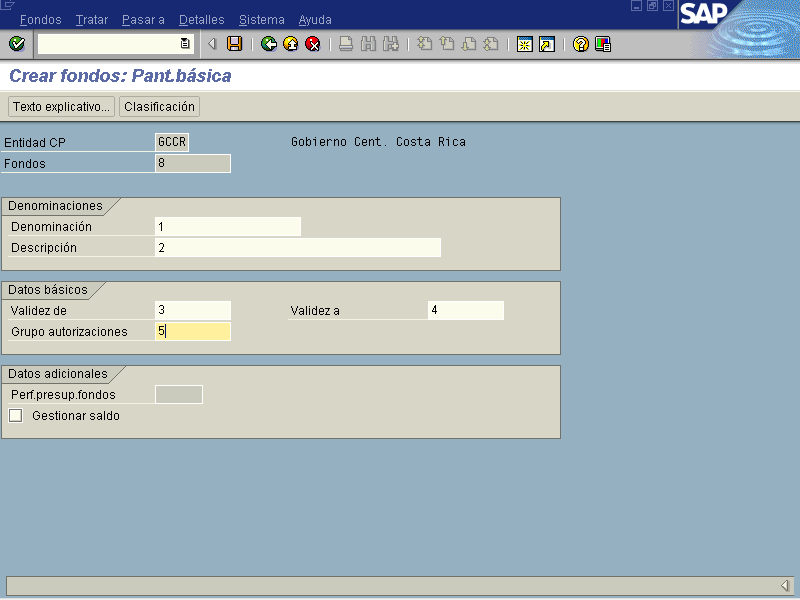 Fondos Tratar Pasar a Detalles Sistema Ayuda
SAP
Crear fondos: Pant.básica
Texto explicativo... Clasificación
Entidad CP GCCR Gobierno Cent. Costa Rica
Fondos 8
Denominaciones
Denominación 1
Descripción 2
Datos básicos
Validez de 3 Validez a 4
Grupo autorizaciones 5
Datos adicionales
Perf.presup.fondos
Gestionar saldo